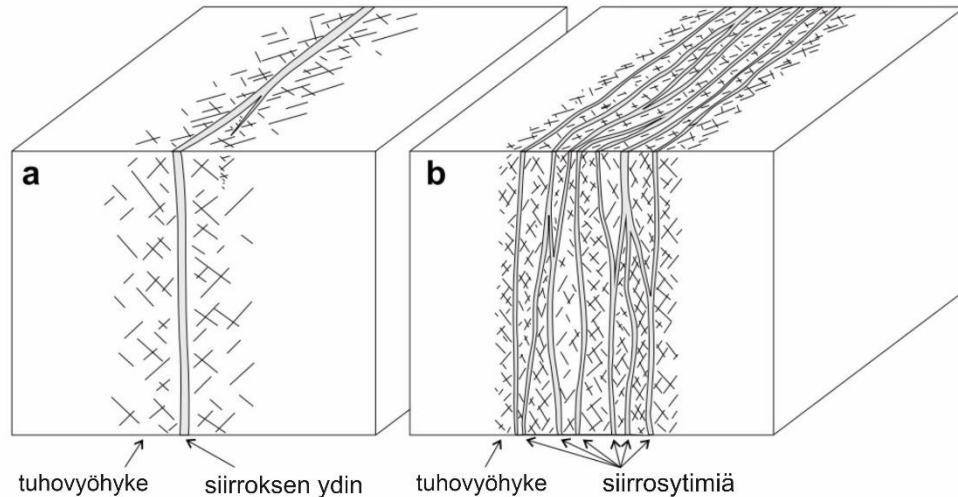 a
b
tuhovyöhyke
siirroksen ydin
tuhovyöhyke
siirrosytimiä